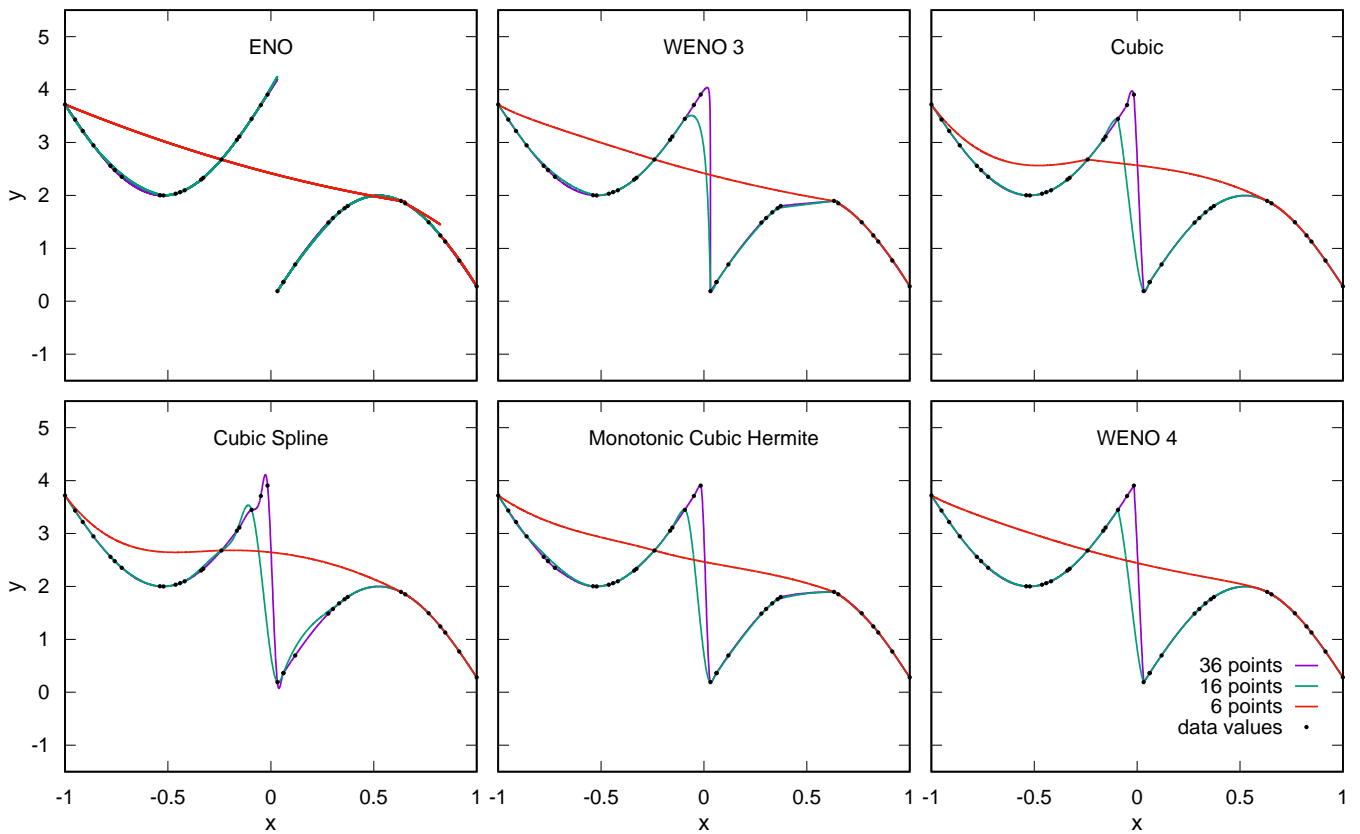 ENO
WENO 3
Cubic
5
4
3
2
1
0
-1
y
Cubic Spline
Monotonic Cubic Hermite
WENO 4
5
4
3
2
1
0
-1
y
36 points
16 points
6 points
data values
-1 -0.5 0 0.5 1
-1 -0.5 0 0.5 1
-1 -0.5 0 0.5 1
x
x
x